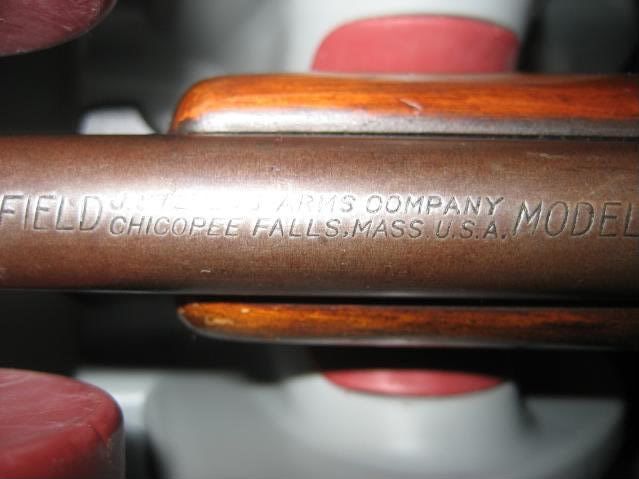 FIELD
J. ARMS COMPANY
CHICOPEE FALLS, MASS U.S.A.
MODEL